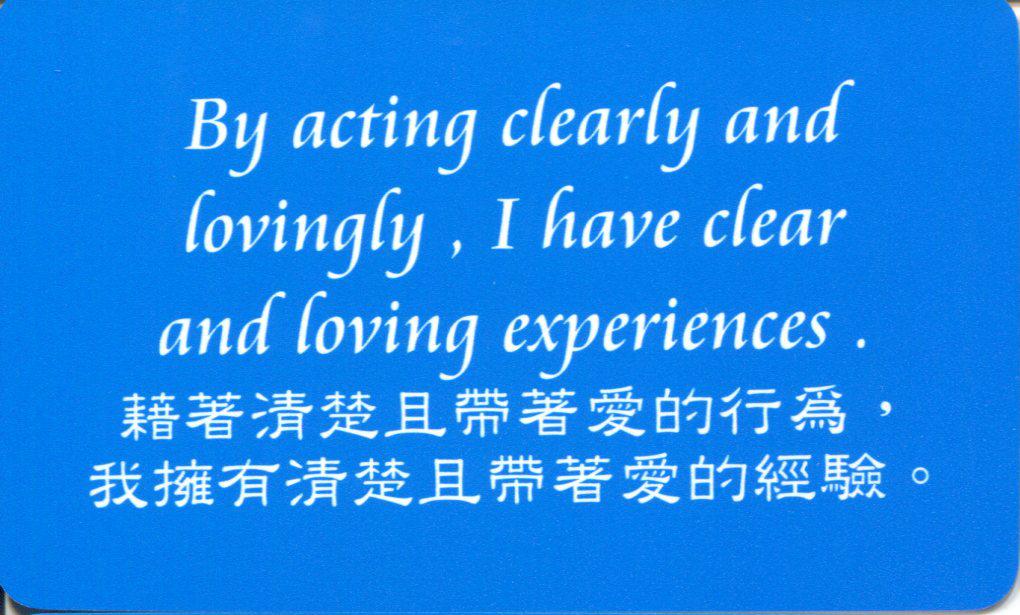 By acting clearly and
lovingly , I have clear
and loving experiences .
藉著清楚且帶著愛的行為，
我擁有清楚且帶著愛的經驗。